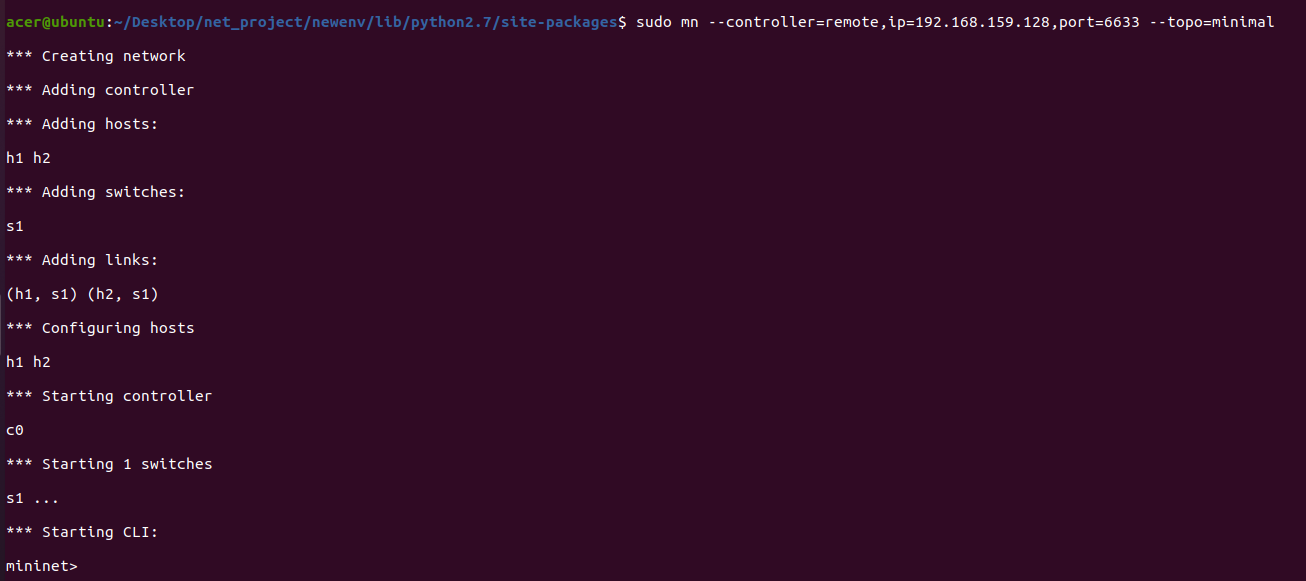 acer@ubuntu:~/Desktop/net_project/newenv/lib/python2.7/site-packages$ sudo mn --controller=remote,ip=192.168.159.128,port=6633 --topo=minimal
*** Creating network
*** Adding controller
*** Adding hosts:
h1 h2
*** Adding switches:
s1
*** Adding links:
(h1, s1) (h2, s1)
*** Configuring hosts
h1 h2
*** Starting controller
c0
*** Starting 1 switches
s1 ...
*** Starting CLI:
mininet>